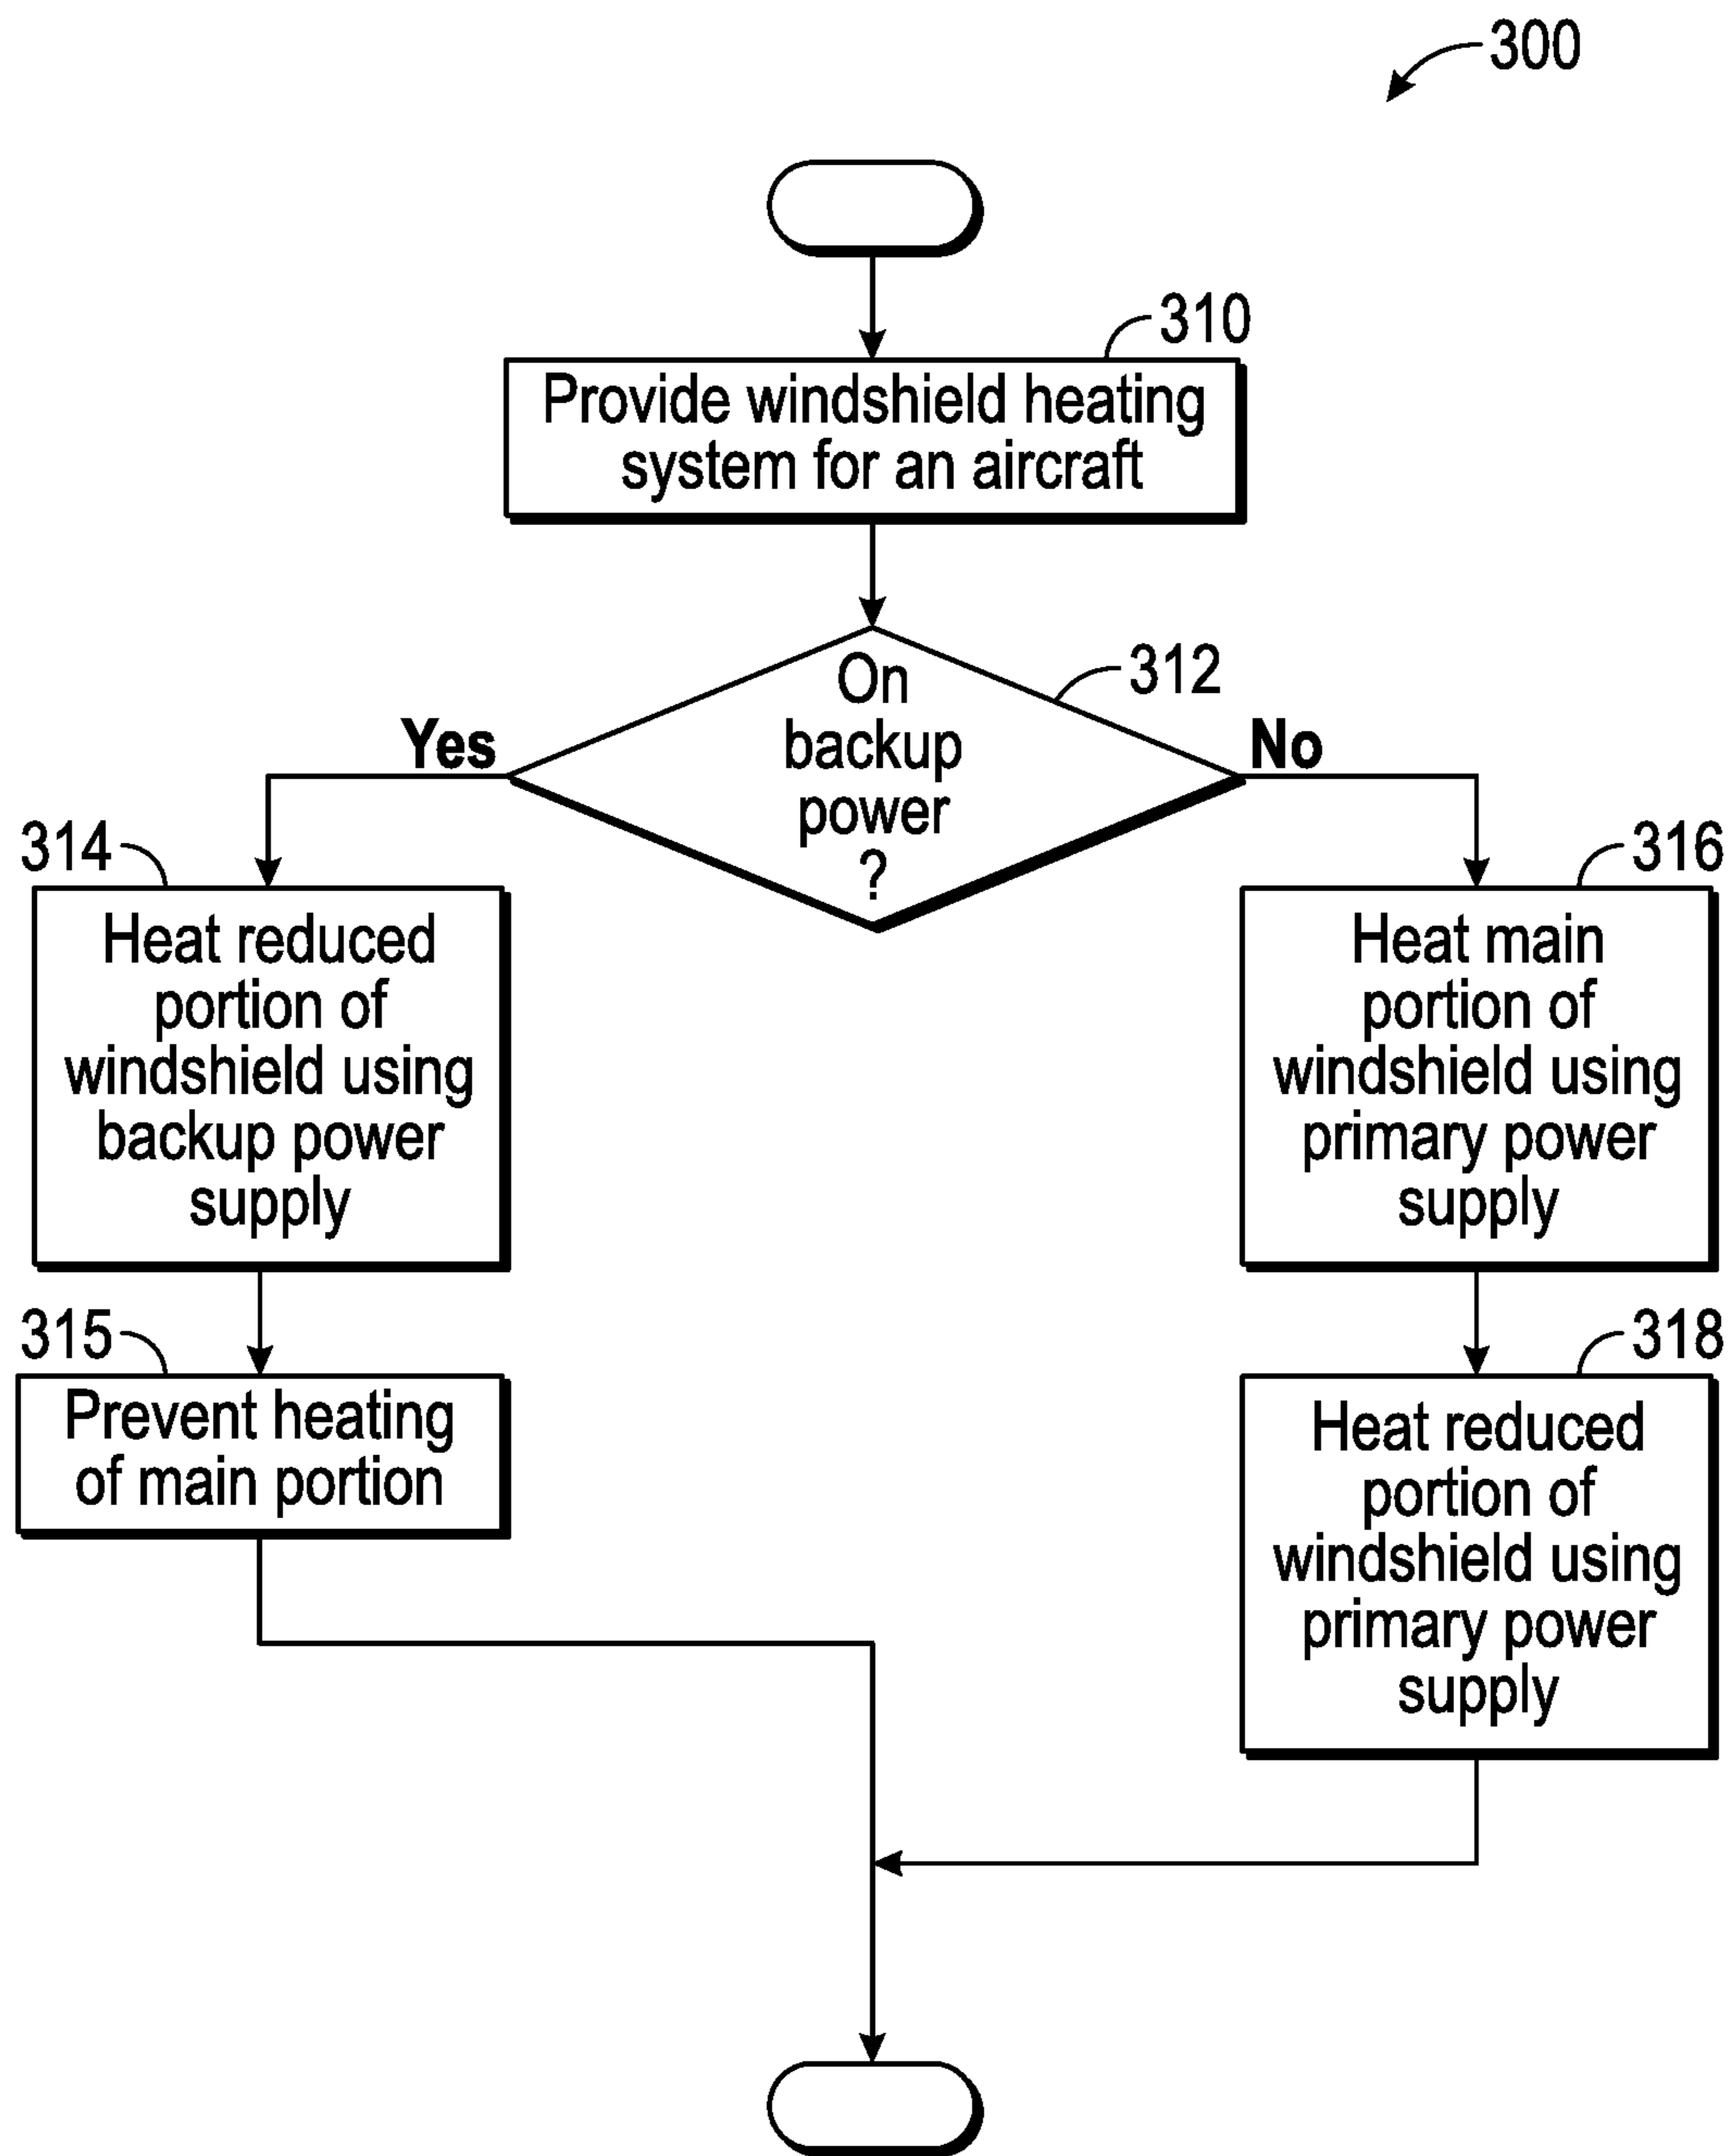 300
310
Provide windshield heating
system for an aircraft
312
On
backup
power
?
Yes
No
314
Heat reduced
portion of
windshield using
backup power
supply
316
Heat main
portion of
windshield using
primary power
supply
315
Prevent heating
of main portion
318
Heat reduced
portion of
windshield using
primary power
supply